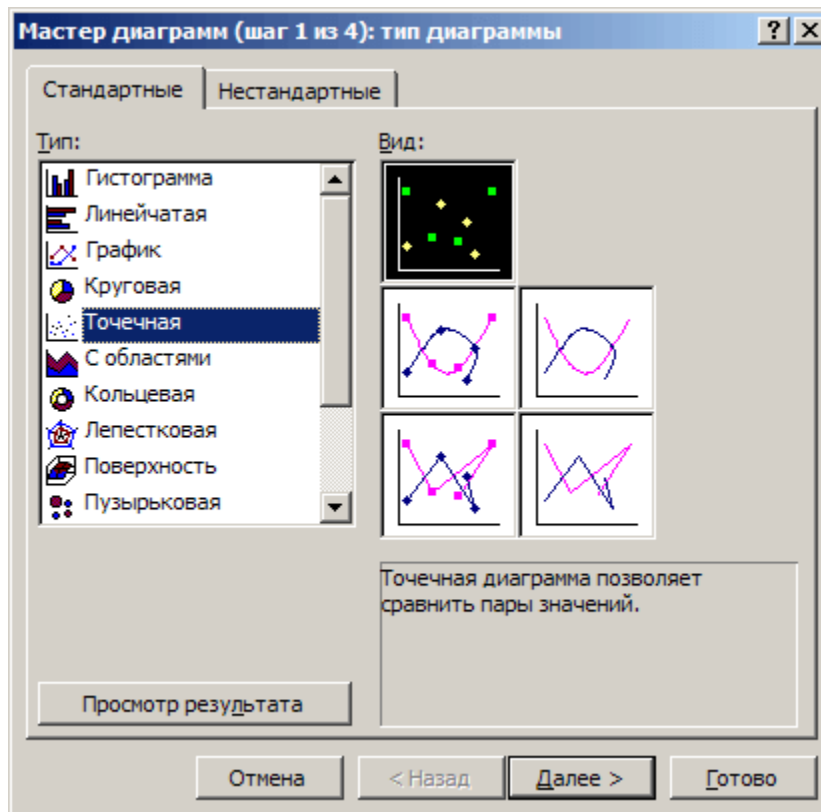 Мастер диаграмм (шаг 1 из 4): тип диаграммы
Стандартные
Нестандартные
Тип:
Вид:
Гистограмма
Линейчатая
График
Круговая
Точечная
С областями
Кольцевая
Лепестковая
Поверхность
Пузырьковая
Точечная диаграмма позволяет
сравнить пары значений.
Просмотр результата
Отмена
< Назад
Далее >
Готово